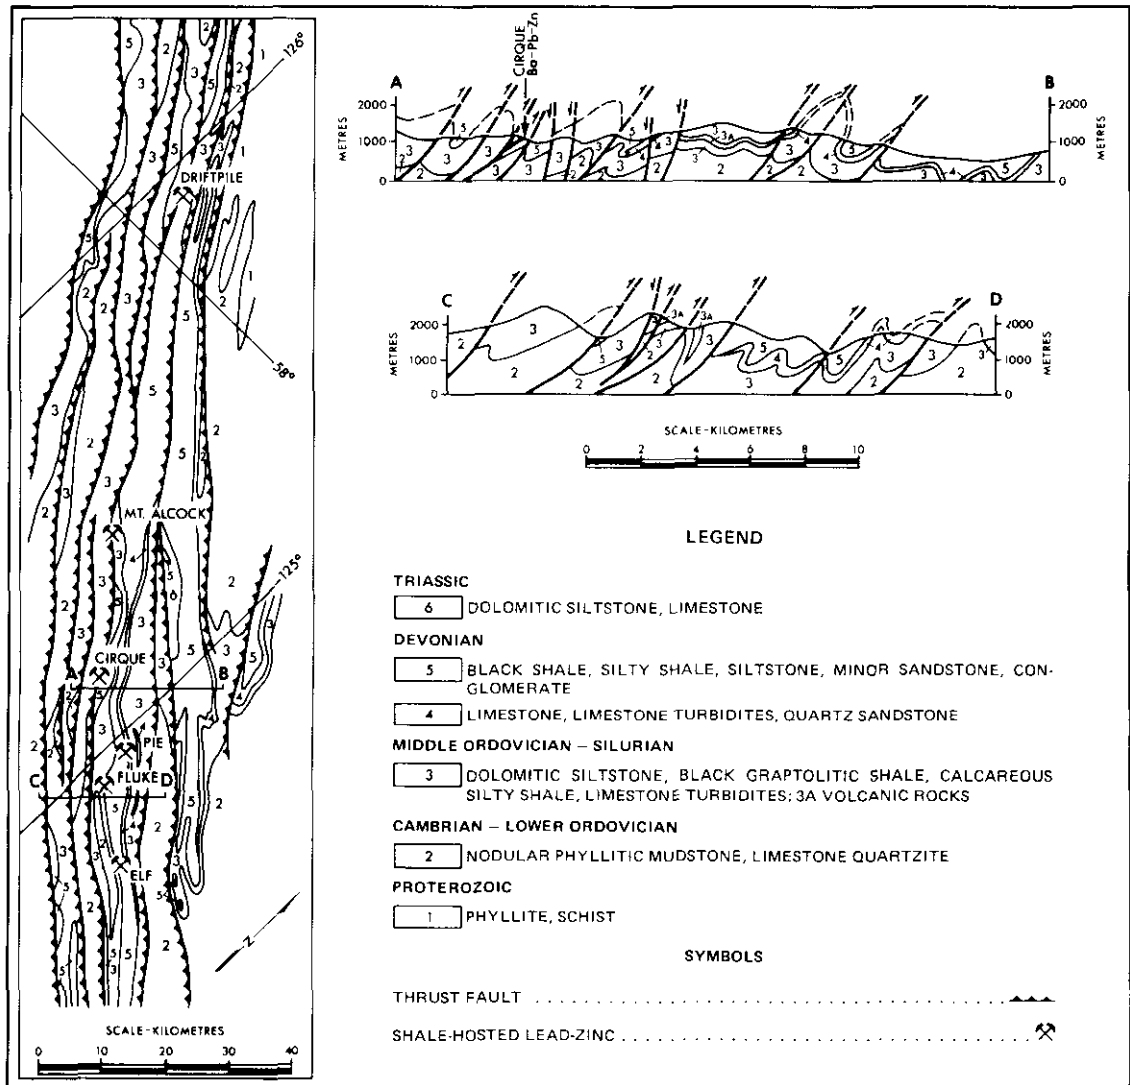 126°
DRIFTPILE
58°
MT. ALCOCK
125°
CIRQUE
A
B
PIE
C
FLUKE
D
ELF
Z
SCALE-KILOMETRES
0 10 20 30 40
CIRQUE
Ba-Pb-Zn
A
B
METRES
2000
1000
0
2000
1000
0
METRES
C
D
METRES
2000
1000
0
2000
1000
0
METRES
SCALE-KILOMETRES
0 2 4 6 8 10
LEGEND
TRIASSIC
6 DOLOMITIC SILTSTONE, LIMESTONE
DEVONIAN
5 BLACK SHALE, SILTY SHALE, SILTSTONE, MINOR SANDSTONE, CON-
GLOMERATE
4 LIMESTONE, LIMESTONE TURBIDITES, QUARTZ SANDSTONE
MIDDLE ORDOVICIAN – SILURIAN
3 DOLOMITIC SILTSTONE, BLACK GRAPTOLITIC SHALE, CALCAREOUS
SILTY SHALE, LIMESTONE TURBIDITES; 3A VOLCANIC ROCKS
CAMBRIAN – LOWER ORDOVICIAN
2 NODULAR PHYLLITIC MUDSTONE, LIMESTONE QUARTZITE
PROTEROZOIC
1 PHYLLITE, SCHIST
SYMBOLS
THRUST FAULT
SHALE-HOSTED LEAD-ZINC